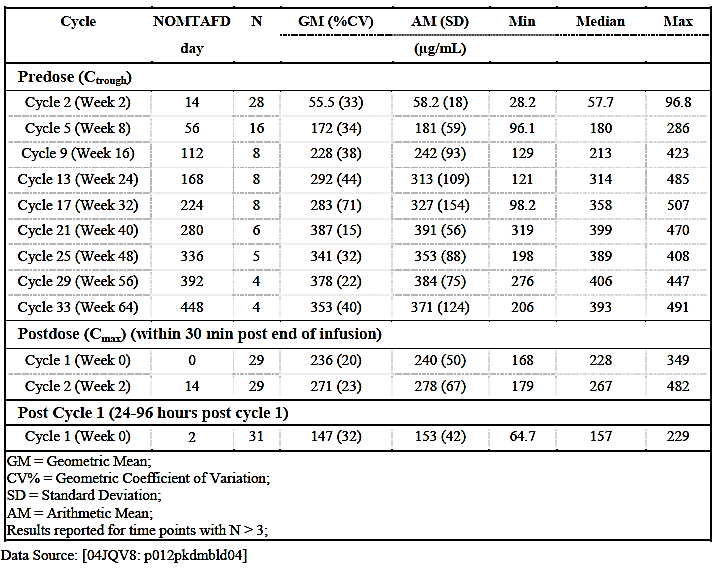 Cycle NOMTAFD N GM (%CV) AM (SD) Min Median Max
day (µg/mL)
Predose (Ctrough)
Cycle 2 (Week 2) 14 28 55.5 (33) 58.2 (18) 28.2 57.7 96.8
Cycle 5 (Week 8) 56 16 172 (34) 181 (59) 96.1 180 286
Cycle 9 (Week 16) 112 8 228 (38) 242 (93) 129 213 423
Cycle 13 (Week 24) 168 8 292 (44) 313 (109) 121 314 485
Cycle 17 (Week 32) 224 8 283 (71) 327 (154) 98.2 358 507
Cycle 21 (Week 40) 280 6 387 (15) 391 (56) 319 399 470
Cycle 25 (Week 48) 336 5 341 (32) 353 (88) 198 389 408
Cycle 29 (Week 56) 392 4 378 (22) 384 (75) 276 406 447
Cycle 33 (Week 64) 448 4 353 (40) 371 (124) 206 393 491
Postdose (Cmax) (within 30 min post end of infusion)
Cycle 1 (Week 0) 0 29 236 (20) 240 (50) 168 228 349
Cycle 2 (Week 2) 14 29 271 (23) 278 (67) 179 267 482
Post Cycle 1 (24-96 hours post cycle 1)
Cycle 1 (Week 0) 2 31 147 (32) 153 (42) 64.7 157 229
GM = Geometric Mean;
CV% = Geometric Coefficient of Variation;
SD = Standard Deviation;
AM = Arithmetic Mean;
Results reported for time points with N > 3;
Data Source: [04JQV8: p012pkdmbld04]